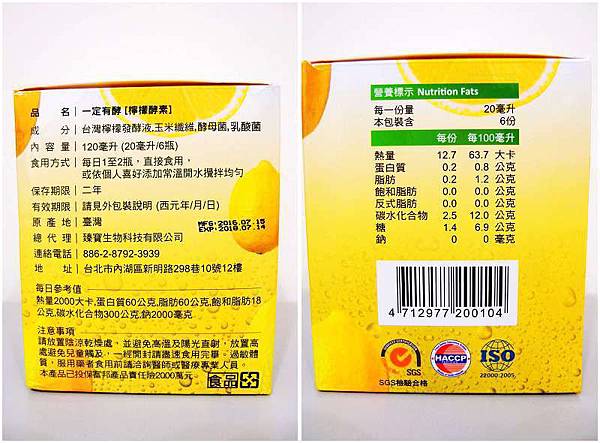 品 名 一定有酵【檸檬酵素】
成 分 台灣檸檬發酵液,玉米纖維,酵母菌,乳酸菌
內 容 量 120毫升 (20毫升/6瓶)
食用方式 每日1至2瓶，直接食用，
或依個人喜好添加常溫開水攪拌均勻
保存期限 二年
有效期限 請見外包裝說明 (西元年/月/日)
原 產 地 臺灣
MFG:2016.07.15
EXP:2018.07.14
總 代 理 臻寶生物科技有限公司
連絡電話 886-2-8792-3939
地 址 台北市內湖區新明路298巷10號12樓
每日參考值
熱量2000大卡,蛋白質60公克,脂肪60公克,飽和脂肪18
公克,碳水化合物300公克,鈉2000毫克
注意事項
請放置陰涼乾燥處，並避免高溫及陽光直射，放置高
處避免兒童觸及，一經開封請盡速食用完畢。過敏體
質，服用藥者食用前請洽詢醫師或醫療專業人員。
本產品已投保富邦產品責任險2000萬元
食品
營養標示 Nutrition Fats
每一份量 20毫升
本包裝含 6份
每份 每100毫升
熱量 12.7 63.7 大卡
蛋白質 0.2 0.8 公克
脂肪 0.2 1.2 公克
飽和脂肪 0.0 0.0 公克
反式脂肪 0.0 0.0 公克
碳水化合物 2.5 12.0 公克
糖 1.4 6.9 公克
鈉 0 0 毫克
4 712977 200104
SGS
HACCP
ISO
22000:2005
SGS檢驗合格